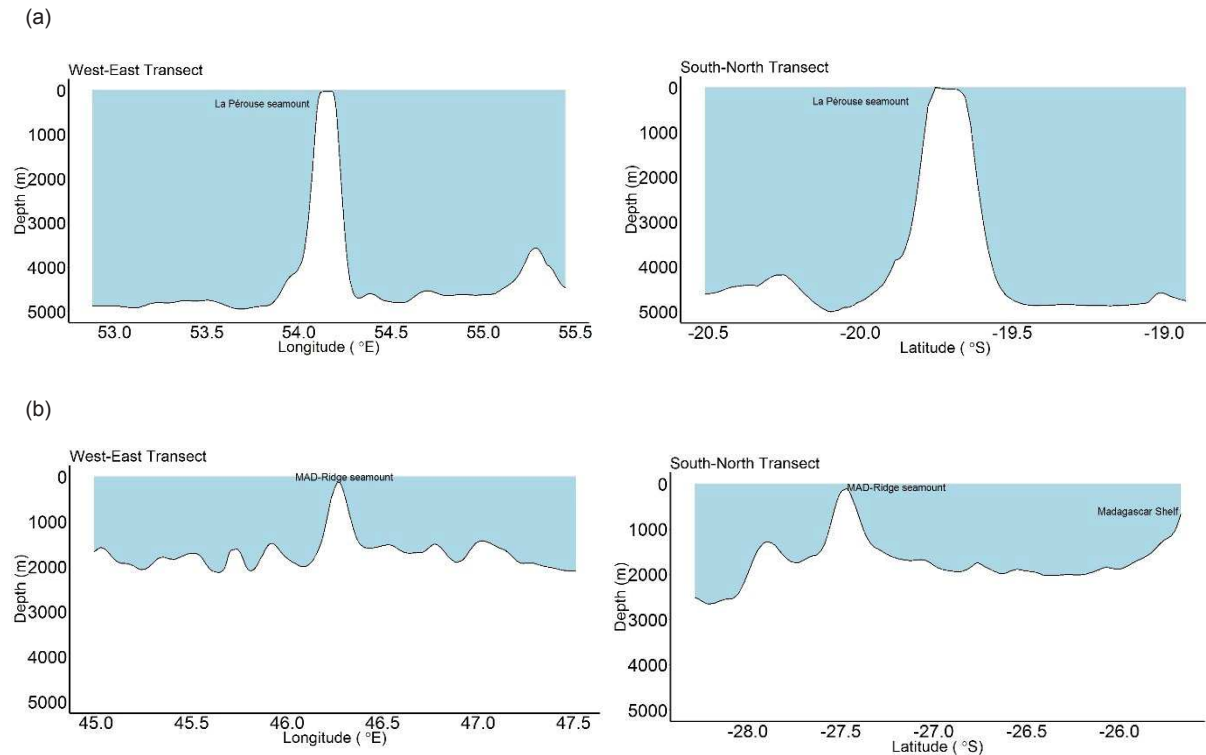 (a)
West-East Transect
La Pérouse seamount
0
1000
2000
3000
4000
5000
Depth (m)
53.0 53.5 54.0 54.5 55.0 55.5
Longitude ( °E)
South-North Transect
La Pérouse seamount
0
1000
2000
3000
4000
5000
Depth (m)
-20.5 -20.0 -19.5 -19.0
Latitude ( °S)
(b)
West-East Transect
MAD-Ridge seamount
0
1000
2000
3000
4000
5000
Depth (m)
45.0 45.5 46.0 46.5 47.0 47.5
Longitude ( °E)
South-North Transect
MAD-Ridge seamount
Madagascar Shelf
0
1000
2000
3000
4000
5000
Depth (m)
-28.0 -27.5 -27.0 -26.5 -26.0
Latitude ( °S)